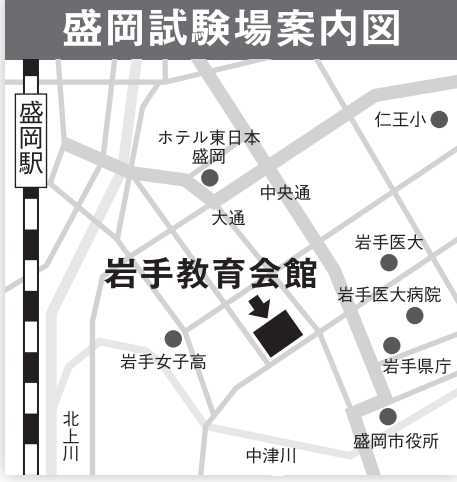 盛岡試験場案内図
盛岡駅
仁王小
ホテル東日本
盛岡
中央通
大通
岩手医大
岩手教育会館
岩手医大病院
岩手女子高
岩手県庁
北上川
盛岡市役所
中津川